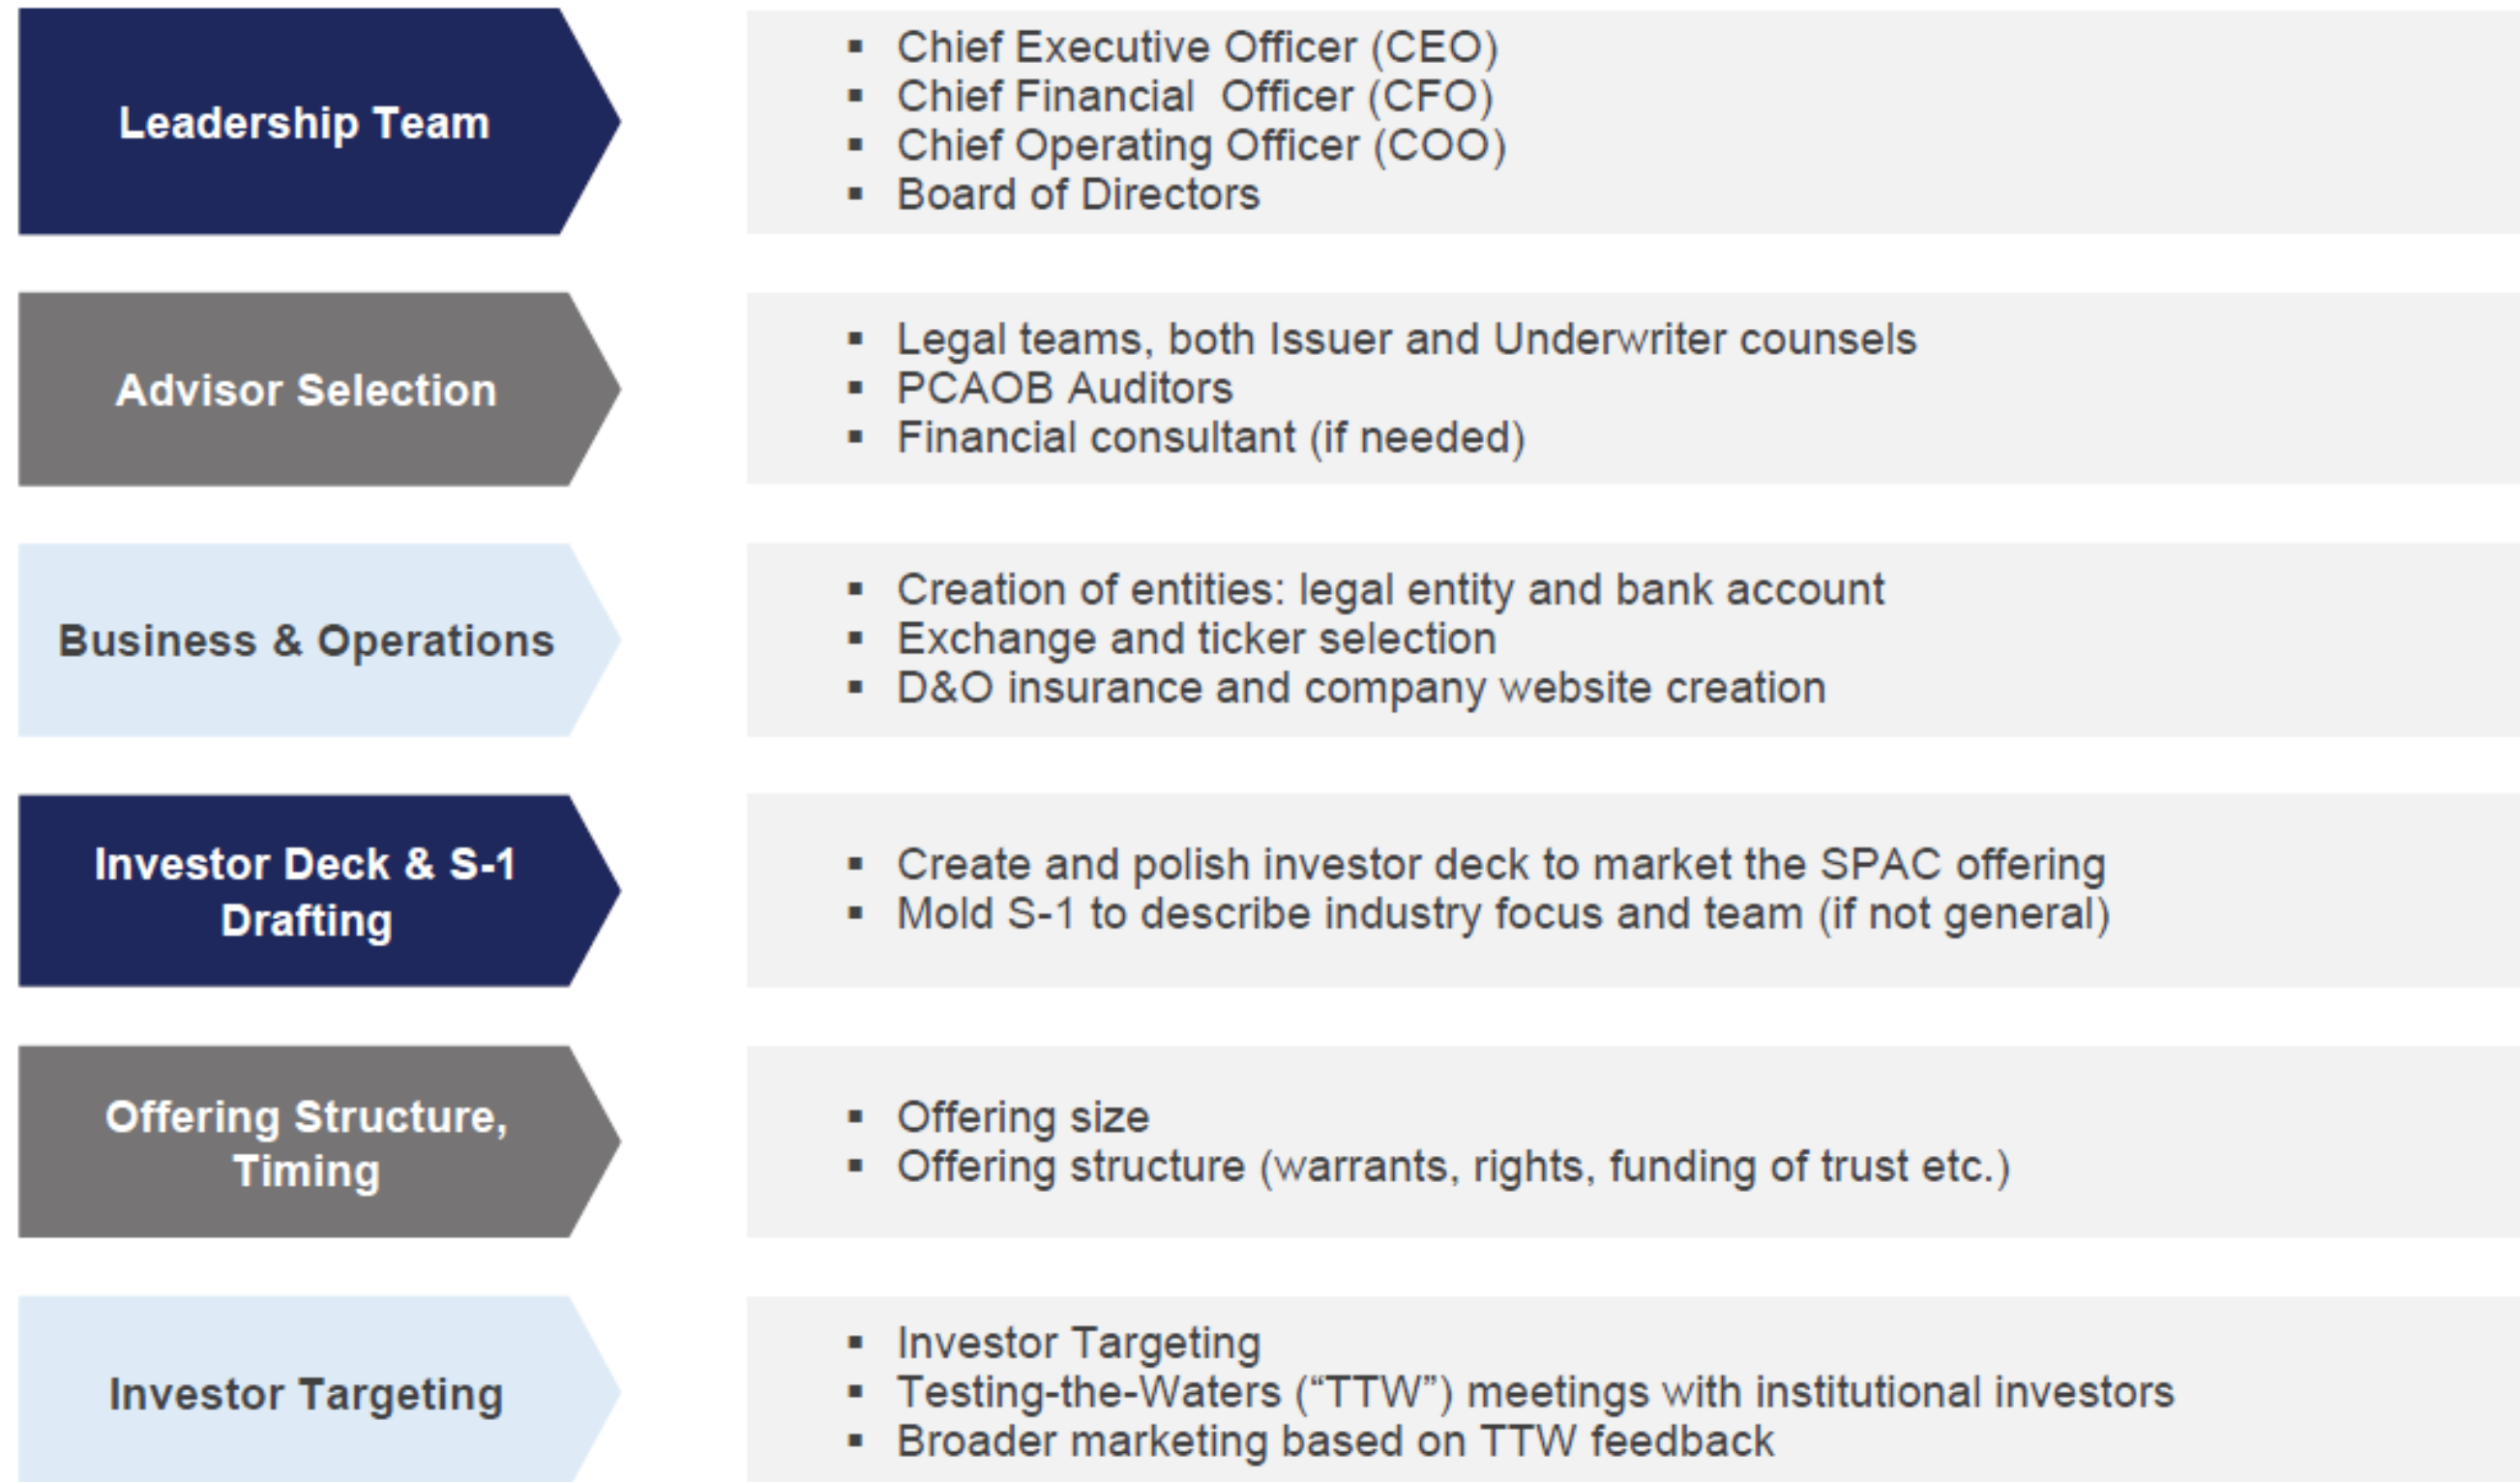 Leadership Team
▪ Chief Executive Officer (CEO)
▪ Chief Financial  Officer (CFO)
▪ Chief Operating Officer (COO)
▪ Board of Directors
Advisor Selection
▪ Legal teams, both Issuer and Underwriter counsels
▪ PCAOB Auditors
▪ Financial consultant (if needed)
Business & Operations
▪ Creation of entities: legal entity and bank account
▪ Exchange and ticker selection
▪ D&O insurance and company website creation
Investor Deck & S-1
Drafting
▪ Create and polish investor deck to market the SPAC offering
▪ Mold S-1 to describe industry focus and team (if not general)
Offering Structure,
Timing
▪ Offering size
▪ Offering structure (warrants, rights, funding of trust etc.)
Investor Targeting
▪ Investor Targeting
▪ Testing-the-Waters (“TTW”) meetings with institutional investors
▪ Broader marketing based on TTW feedback